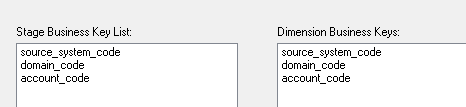 Stage Business Key List:
source_system_code
domain_code
account_code
Dimension Business Keys:
source_system_code
domain_code
account_code